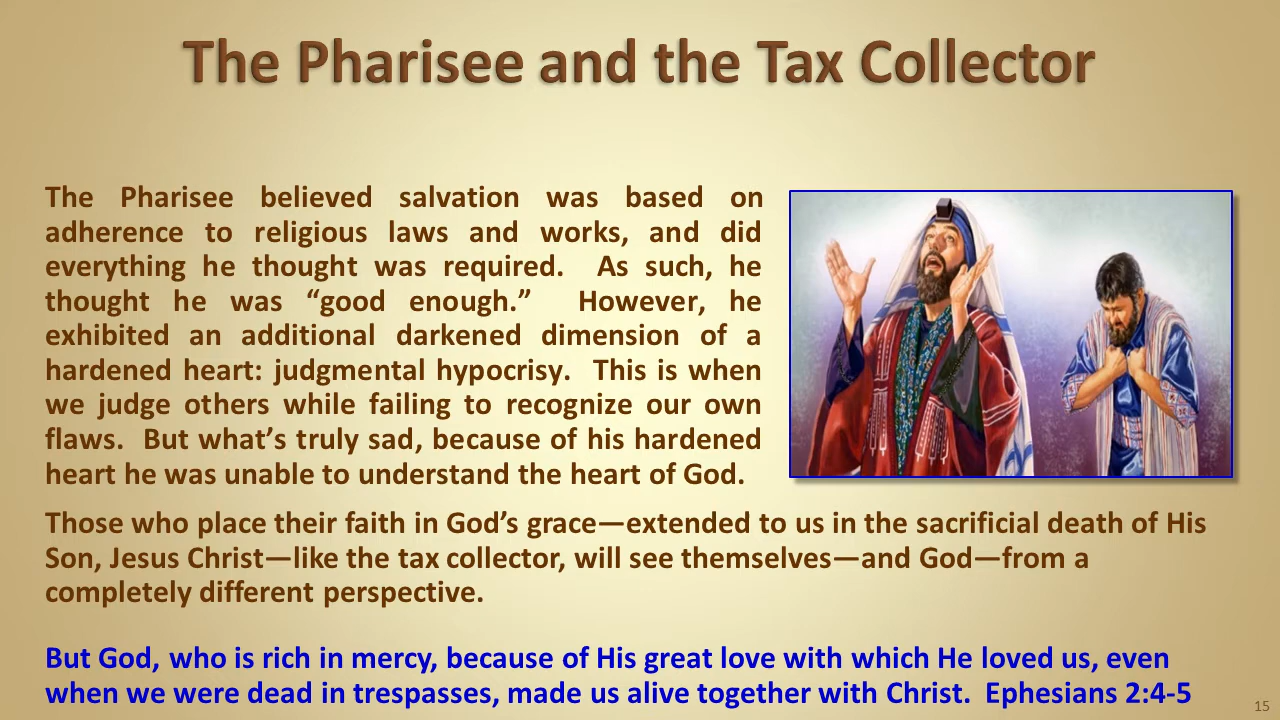 The Pharisee and the Tax Collector
The Pharisee believed salvation was based on
adherence to religious laws and works, and did
everything he thought was required.  As such, he
thought he was “good enough.”  However, he
exhibited an additional darkened dimension of a
hardened heart: judgmental hypocrisy.  This is when
we judge others while failing to recognize our own
flaws.  But what’s truly sad, because of his hardened
heart he was unable to understand the heart of God.
Those who place their faith in God’s grace—extended to us in the sacrificial death of His
Son, Jesus Christ—like the tax collector, will see themselves—and God—from a
completely different perspective.
But God, who is rich in mercy, because of His great love with which He loved us, even
when we were dead in trespasses, made us alive together with Christ.  Ephesians 2:4-5
15